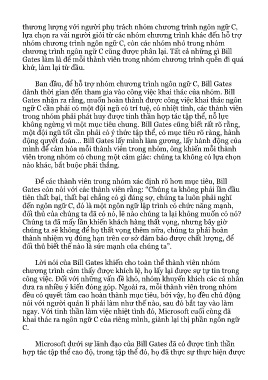 thương lượng với người phụ trách nhóm chương trình ngôn ngữ C,
lựa chọn ra vài người giỏi từ các nhóm chương trình khác đến hỗ trợ
nhóm chương trình ngôn ngữ C, còn các nhóm nhỏ trong nhóm
chương trình ngôn ngữ C cũng được phân lại. Tất cả những gì Bill
Gates làm là để mỗi thành viên trong nhóm chương trình quên đi quá
khứ, làm lại từ đầu.
Ban đầu, để hỗ trợ nhóm chương trình ngôn ngữ C, Bill Gates
dành thời gian đến tham gia vào công việc khai thác của nhóm. Bill
Gates nhận ra rằng, muốn hoàn thành được công việc khai thác ngôn
ngữ C cần phải có một đội ngũ có trí tuệ, có nhiệt tình, các thành viên
trong nhóm phải phát huy được tinh thần hợp tác tập thể, nỗ lực
không ngừng vì một mục tiêu chung. Bill Gates cũng biết rất rõ rằng,
một đội ngũ tốt cần phải có ý thức tập thể, có mục tiêu rõ ràng, hành
động quyết đoán... Bill Gates lấy mình làm gương, lấy hành động của
mình để cảm hóa mỗi thành viên trong nhóm, ông khiến mỗi thành
viên trong nhóm có chung một cảm giác: chúng ta không có lựa chọn
nào khác, bắt buộc phải thắng.
Để các thành viên trong nhóm xác định rõ hơn mục tiêu, Bill
Gates còn nói với các thành viên rằng: “Chúng ta không phải lần đầu
tiên thất bại, thất bại chẳng có gì đáng sợ, chúng ta luôn phải nghĩ
đến ngôn ngữ C, đó là một ngôn ngữ lập trình có chức năng mạnh,
đối thủ của chúng ta đã có nó, lẽ nào chúng ta lại không muốn có nó?
Chúng ta đã mấy lần khiến khách hàng thất vọng, nhưng bây giờ
chúng ta sẽ không để họ thất vọng thêm nữa, chúng ta phải hoàn
thành nhiệm vụ đúng hạn trên cơ sở đảm bảo được chất lượng, để
đối thủ biết thế nào là sức mạnh của chúng ta”.
Lời nói của Bill Gates khiến cho toàn thể thành viên nhóm
chương trình cảm thấy được khích lệ, họ lấy lại được sự tự tin trong
công việc. Đối với những vấn đề khó, nhóm khuyến khích các cá nhân
đưa ra nhiều ý kiến đóng góp. Ngoài ra, mỗi thành viên trong nhóm
đều có quyết tâm cao hoàn thành mục tiêu, bởi vậy, họ đều chủ động
nói với người quản lí phải làm như thế nào, sau đó bắt tay vào làm
ngay. Với tinh thần làm việc nhiệt tình đó, Microsoft cuối cùng đã
khai thác ra ngôn ngữ C của riêng mình, giành lại thị phần ngôn ngữ
C.
Microsoft dưới sự lãnh đạo của Bill Gates đã có được tinh thần
hợp tác tập thể cao độ, trong tập thể đó, họ đã thực sự thực hiện được